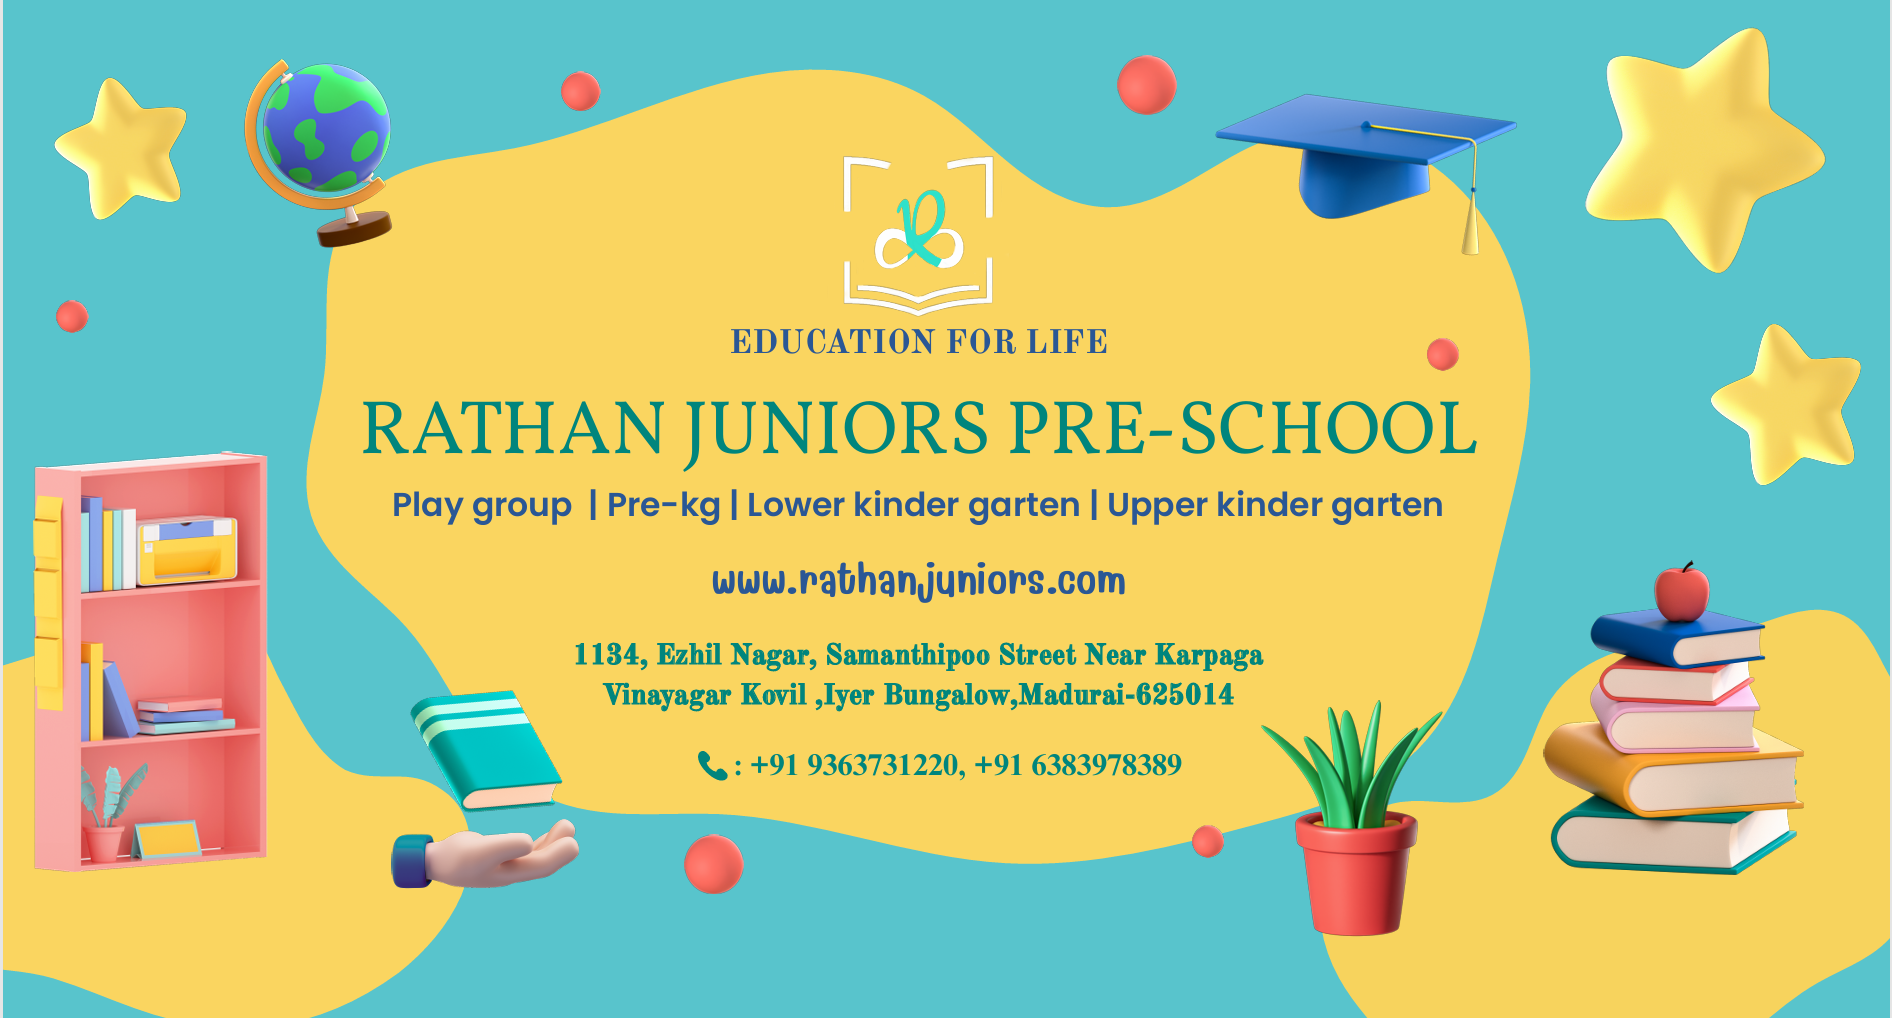 R
EDUCATION FOR LIFE
RATHAN JUNIORS PRE-SCHOOL
Play group | Pre-kg | Lower kinder garten | Upper kinder garten
www.rathanjuniors.com
1134, Ezhil Nagar, Samanthipoo Street Near Karpaga
Vinayagar Kovil ,Iyer Bungalow,Madurai-625014
: +91 9363731220, +91 6383978389